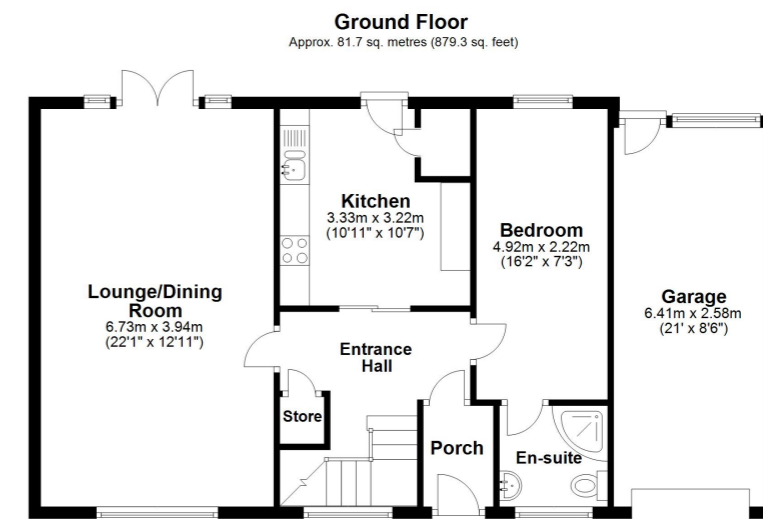 Ground Floor
Approx. 81.7 sq. metres (879.3 sq. feet)
Kitchen
3.33m x 3.22m
(10'11" x 10'7")
Bedroom
4.92m x 2.22m
(16'2" x 7'3")
Lounge/Dining
Room
6.73m x 3.94m
(22'1" x 12'11")
Garage
6.41m x 2.58m
(21' x 8'6")
Entrance
Hall
Store
Porch
En-suite